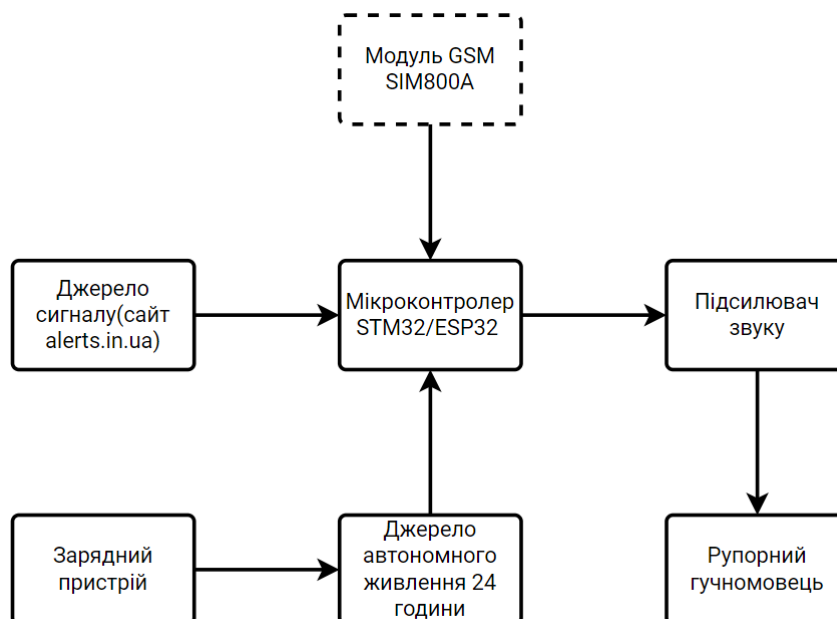 Модуль GSM
SIM800A
Джерело
сигналу(сайт
alerts.in.ua)
Мікроконтролер
STM32/ESP32
Підсилювач
звуку
Зарядний
пристрій
Джерело
автономного
живлення 24
години
Рупорний
гучномовець